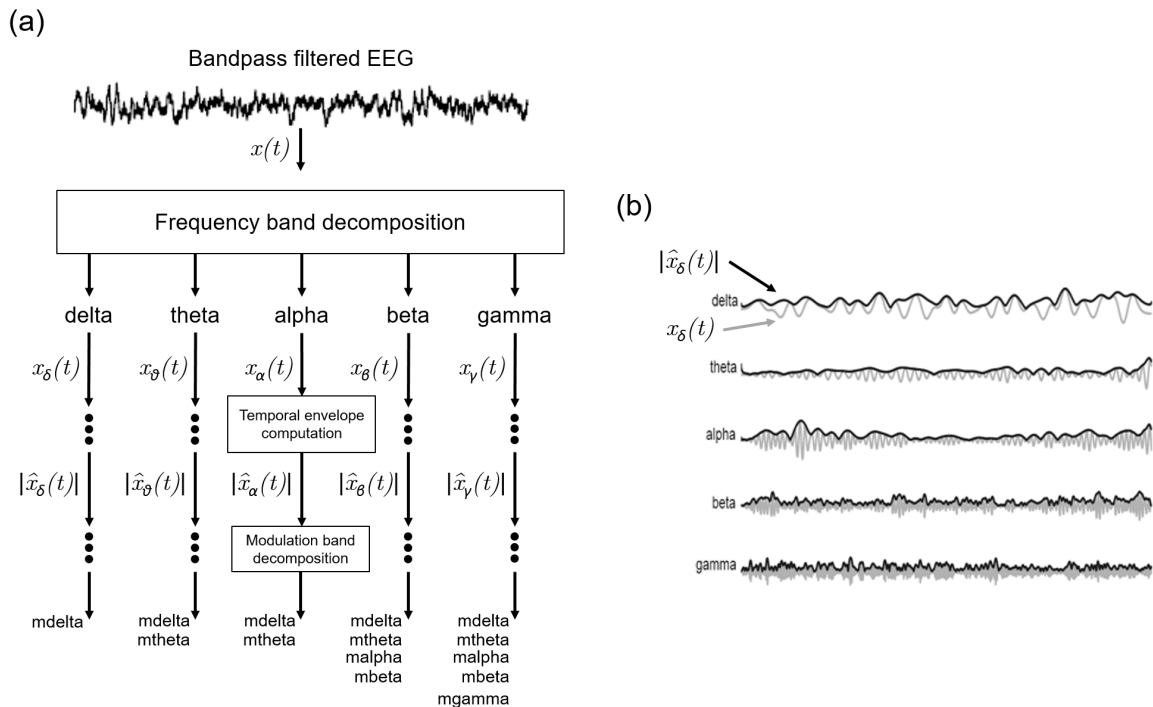 (a)
Bandpass filtered EEG
x(t)
Frequency band decomposition
delta theta alpha beta gamma
x_δ(t) x_ϑ(t) x_α(t) x_β(t) x_γ(t)
Temporal envelope
computation
|x̂_δ(t)| |x̂_ϑ(t)| |x̂_α(t)| |x̂_β(t)| |x̂_γ(t)|
Modulation band
decomposition
mdelta mdelta mdelta mdelta mdelta
mtheta mtheta mtheta mtheta
malpha malpha
mbeta mbeta
mgamma
(b)
|x̂_δ(t)|
delta
x_δ(t)
theta
alpha
beta
gamma